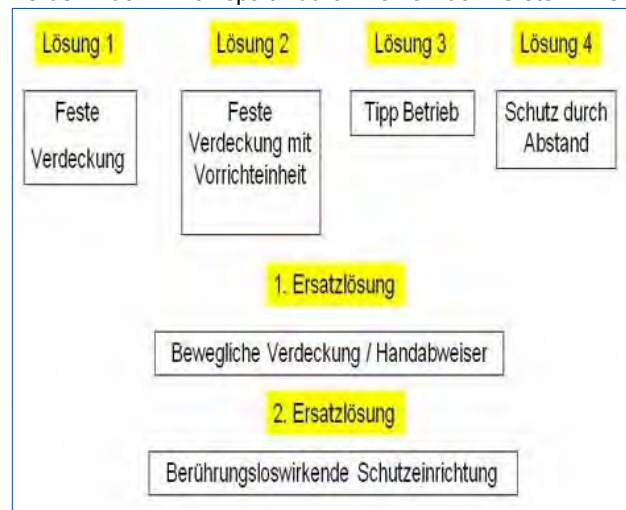 Lösung 1
Lösung 2
Lösung 3
Lösung 4
Feste
Verdeckung
Feste
Verdeckung mit
Vorrichteinheit
Tipp Betrieb
Schutz durch
Abstand
1. Ersatzlösung
Bewegliche Verdeckung / Handabweiser
2. Ersatzlösung
Berührungsloswirkende Schutzeinrichtung